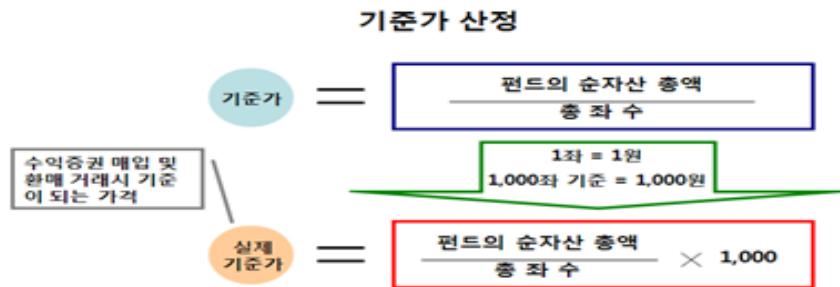 기준가 산정
기준가
=
펀드의 순자산 총액
총 좌 수
수익증권 매입 및
환매 거래시 기준
이 되는 가격
1좌 = 1원
1,000좌 기준 = 1,000원
실제
기준가
=
펀드의 순자산 총액
총 좌 수
× 1,000